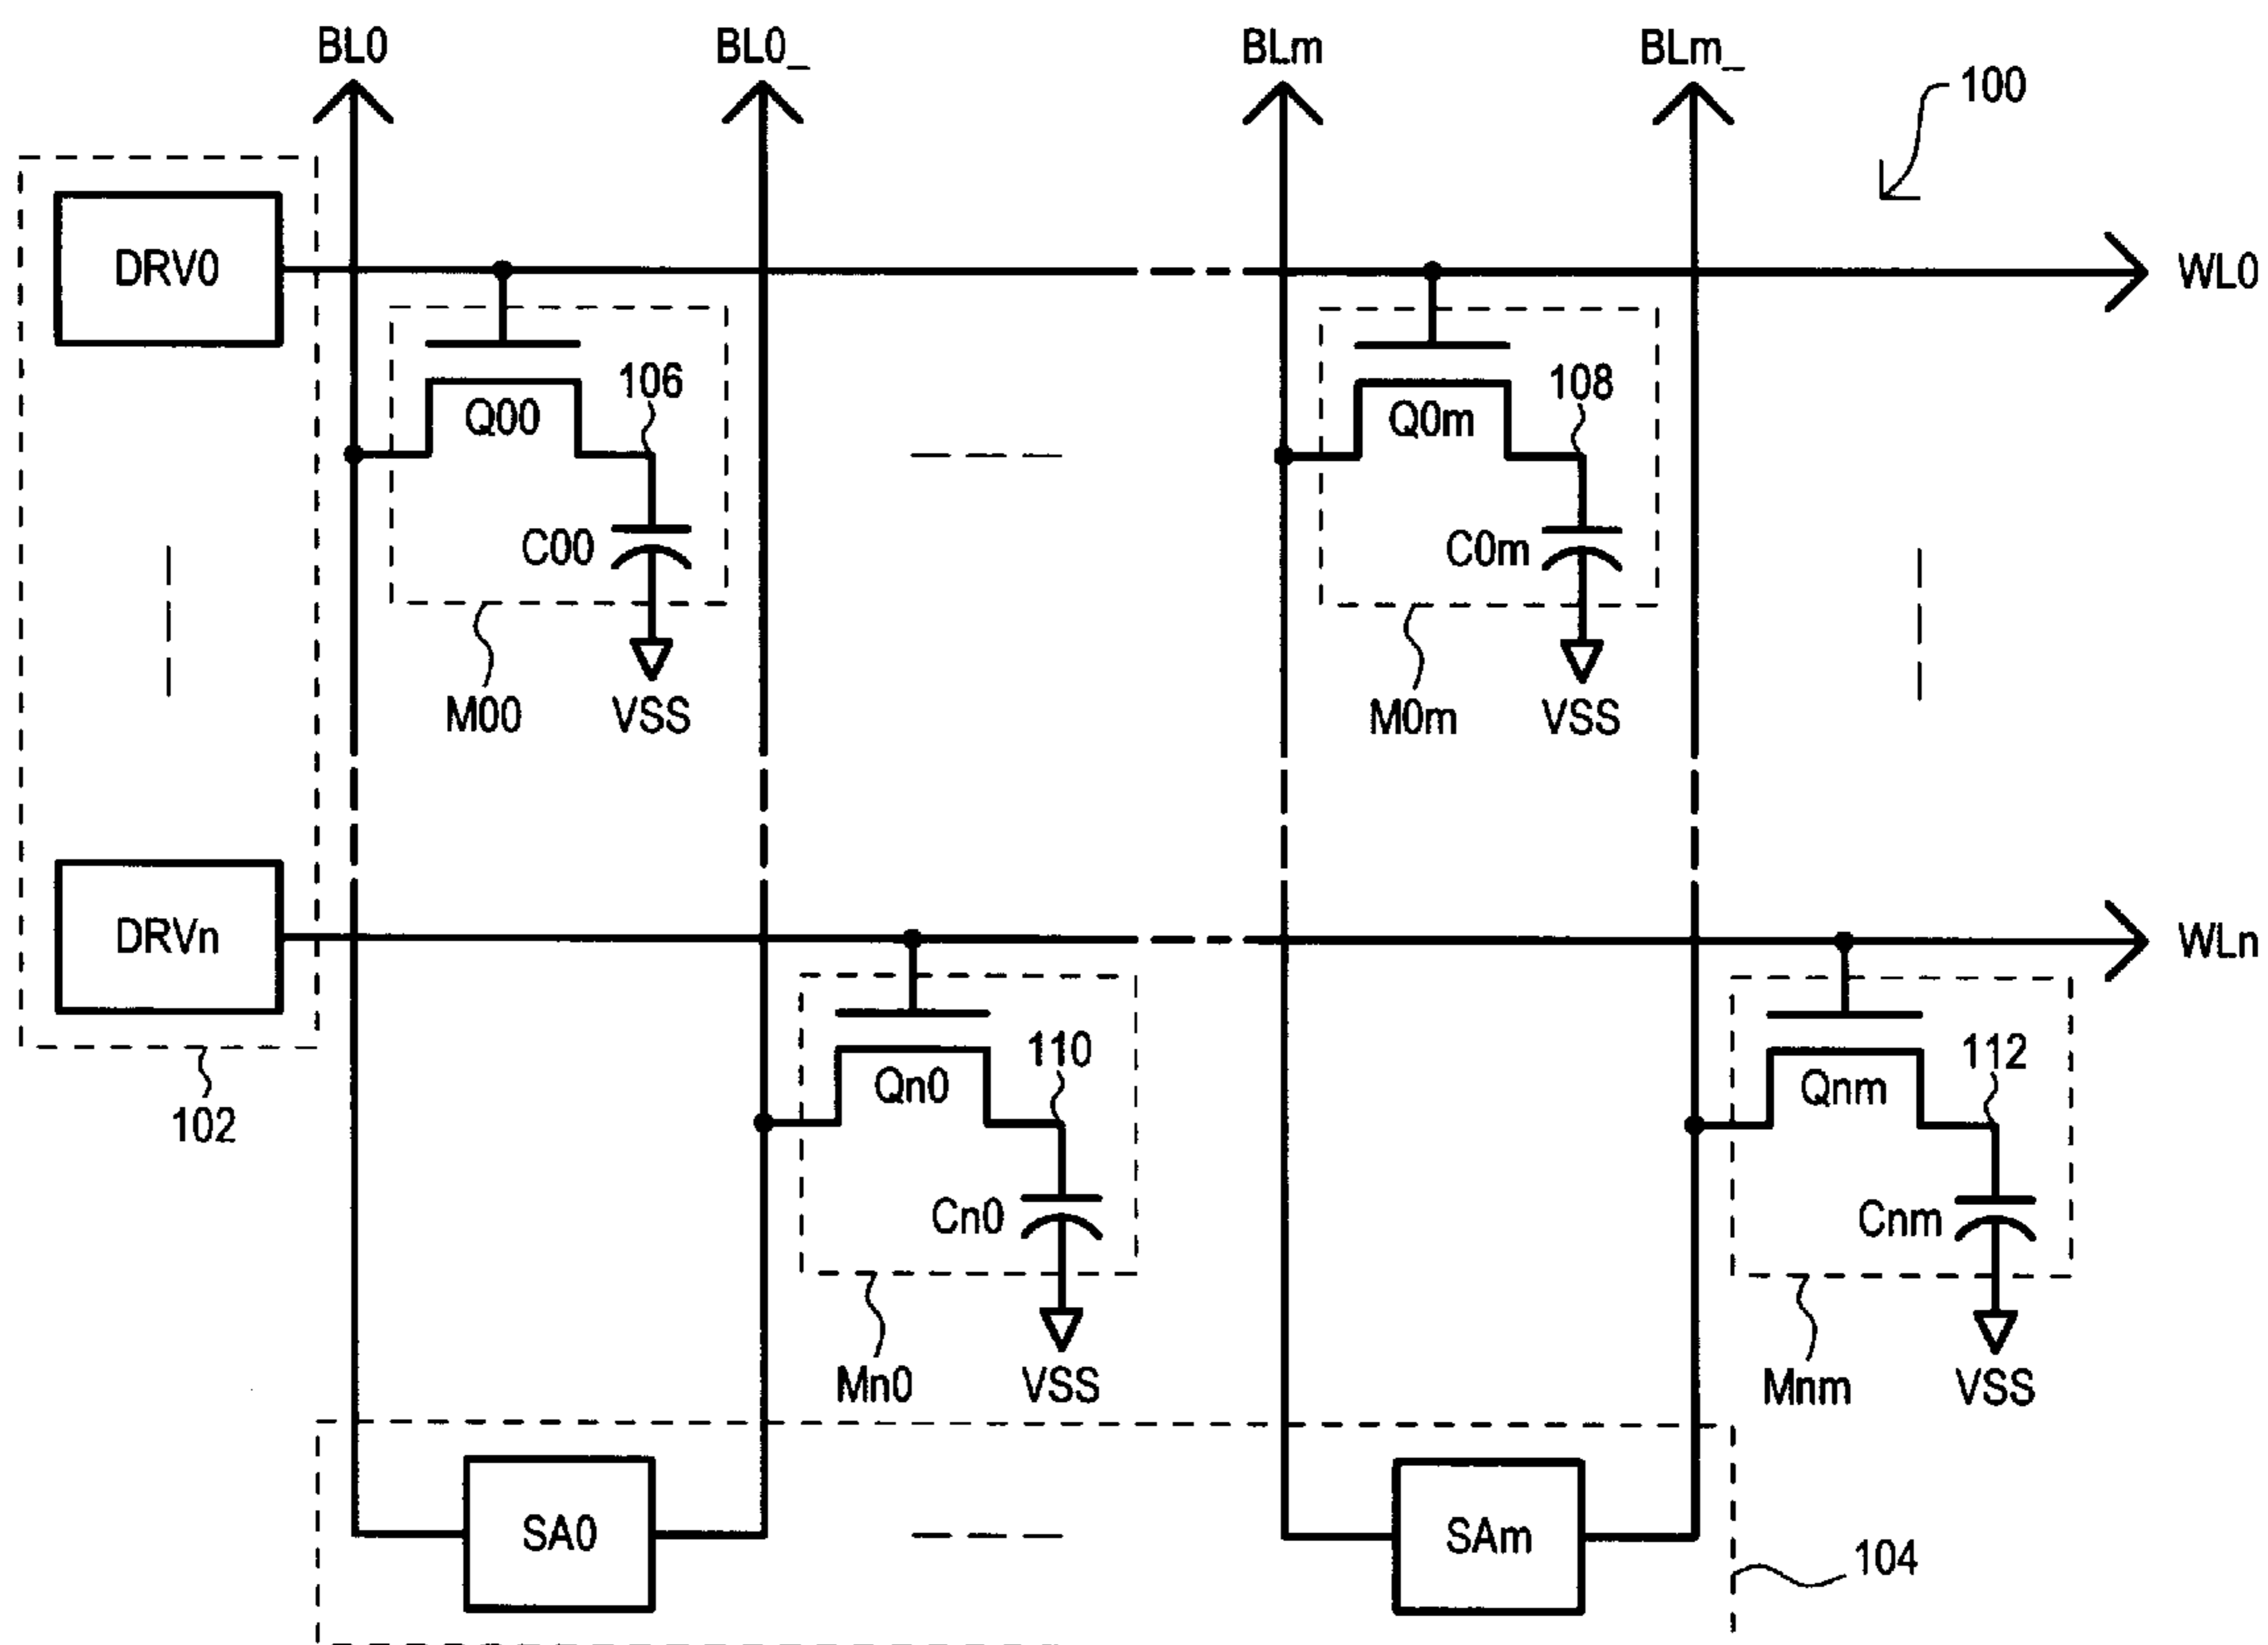 BL0
BL0_
BLm
BLm_
100
DRV0
WL0
106
108
Q00
Q0m
C00
C0m
M00
VSS
M0m
VSS
DRVn
WLn
110
112
Qn0
Qnm
102
Cn0
Cnm
Mn0
VSS
Mnm
VSS
SA0
SAm
104